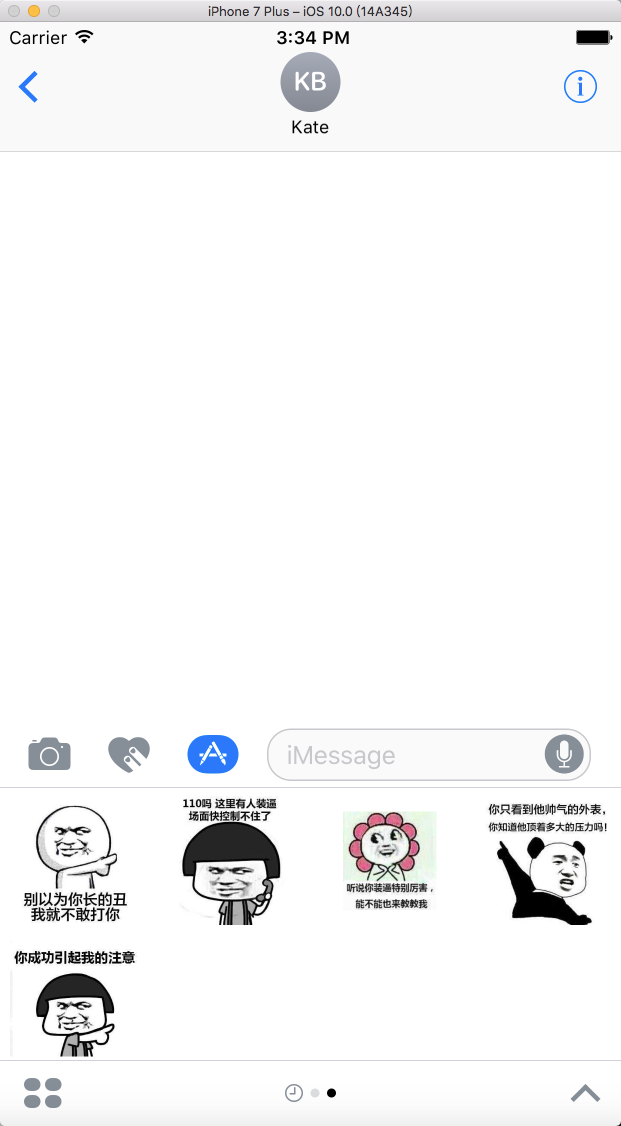 iPhone 7 Plus – iOS 10.0 (14A345)
Carrier 3:34 PM
KB
Kate
iMessage
别以为你长的丑
我就不敢打你
110吗 这里有人装逼
场面快控制不住了
听说你装逼特别厉害，
能不能也来教教我
你只看到他帅气的外表，
你知道他顶着多大的压力吗！
你成功引起我的注意